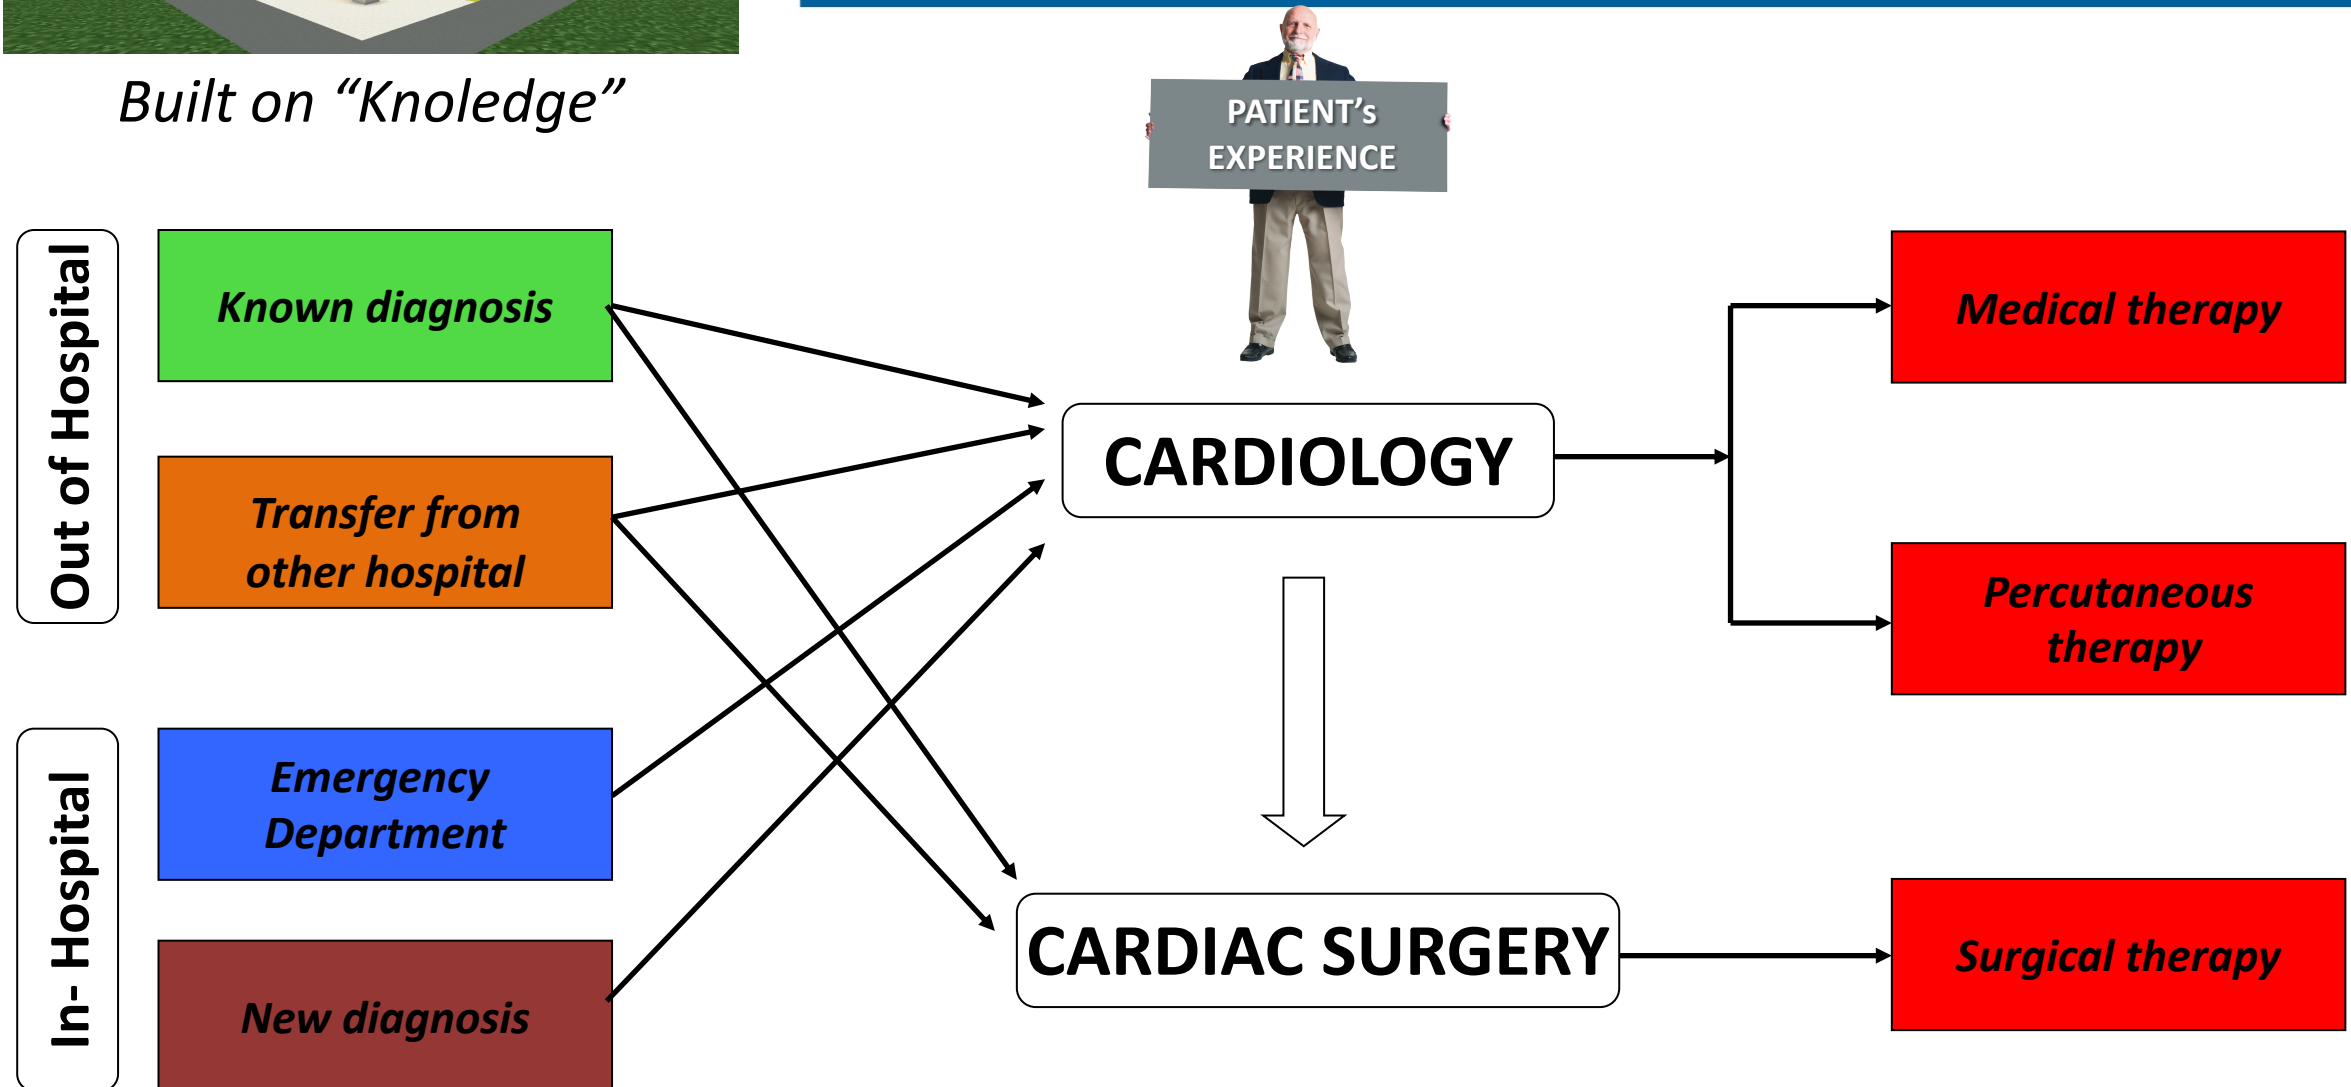 Built on “Knoledge”
PATIENT’s
EXPERIENCE
Out of Hospital
Known diagnosis
Transfer from
other hospital
In- Hospital
Emergency
Department
New diagnosis
CARDIOLOGY
CARDIAC SURGERY
Medical therapy
Percutaneous
therapy
Surgical therapy